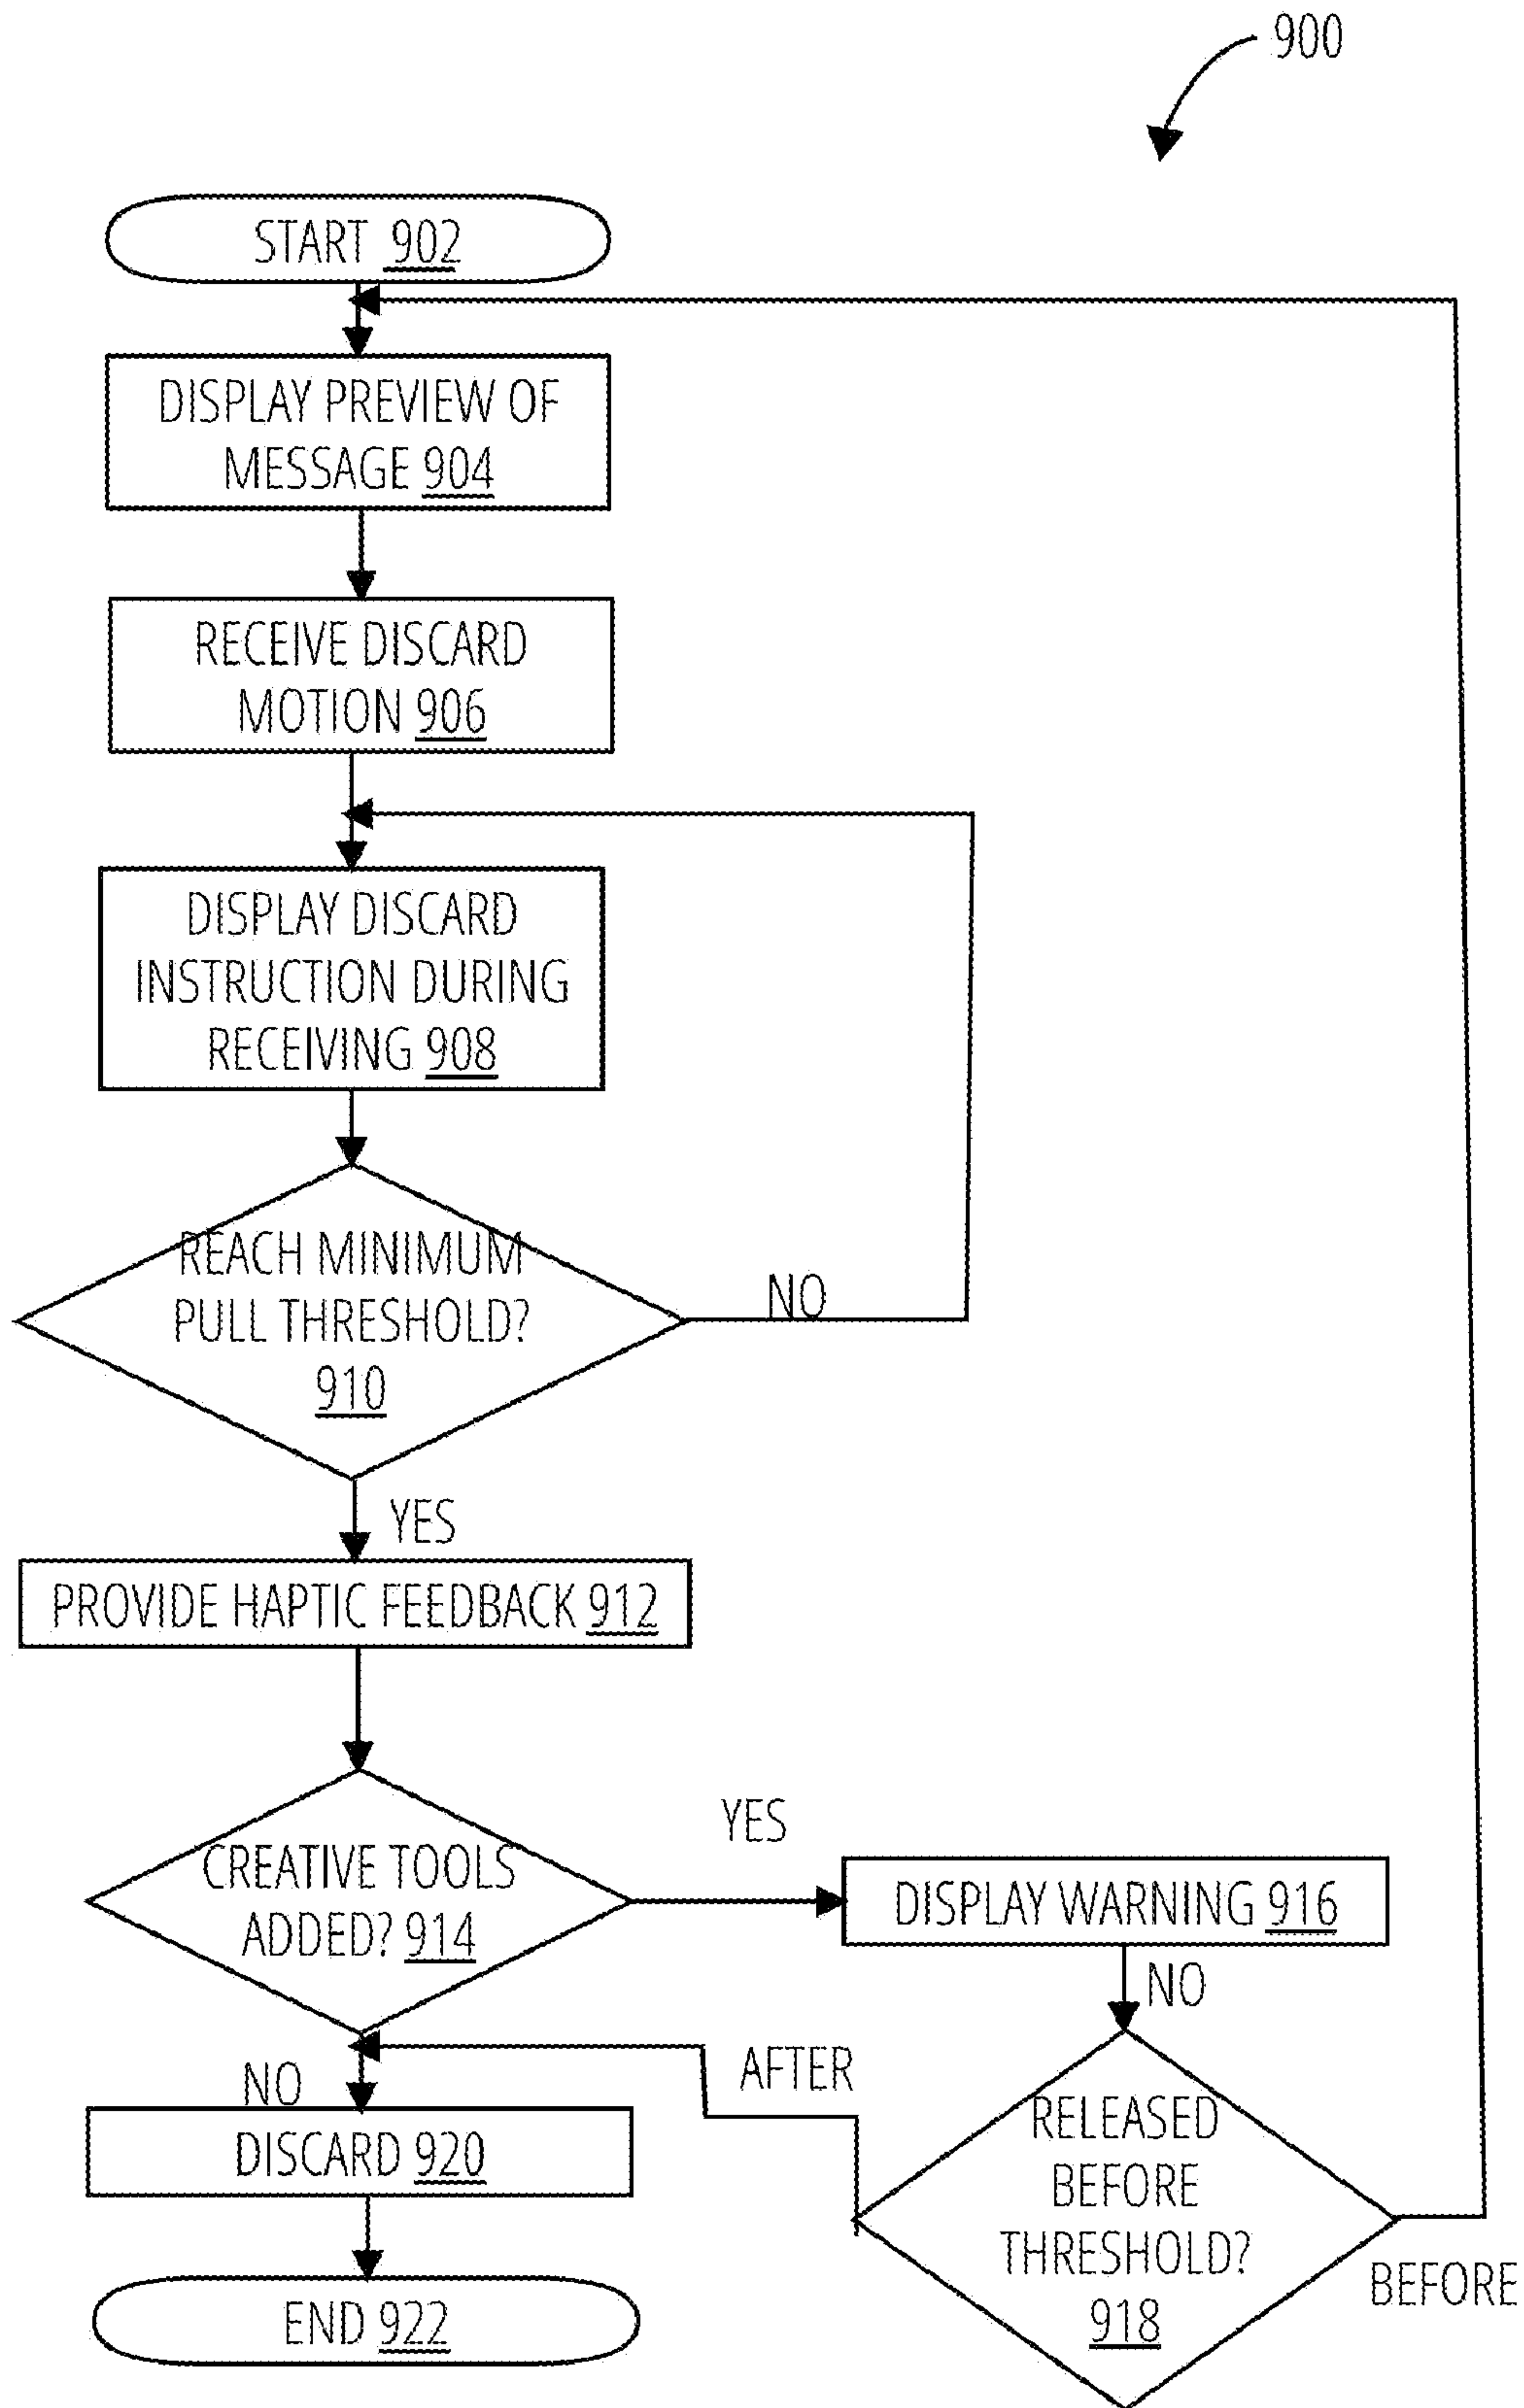 900
START 902
DISPLAY PREVIEW OF
MESSAGE 904
RECEIVE DISCARD
MOTION 906
DISPLAY DISCARD
INSTRUCTION DURING
RECEIVING 908
REACH MINIMUM
PULL THRESHOLD?
910
NO
YES
PROVIDE HAPTIC FEEDBACK 912
CREATIVE TOOLS
ADDED? 914
YES
DISPLAY WARNING 916
NO
RELEASED
BEFORE
THRESHOLD?
918
BEFORE
AFTER
NO
DISCARD 920
END 922